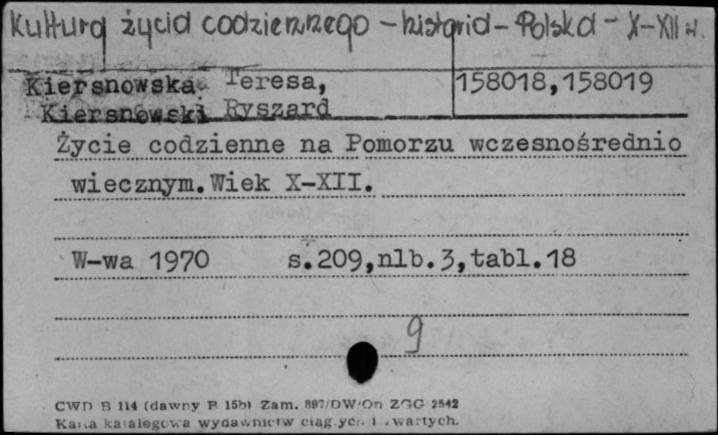 Kultura życia codziennego - historia - Polska - X-XII w.
Kiersnowska Teresa, 158018,158019
Kiersnowski Ryszard
Życie codzienne na Pomorzu wczesnośrednio
wiecznym. Wiek X-XII.
W-wa 1970 s.209,nlb.3,tabl.18
9
CWD B 114 (dawny B 15b) Zam. 897/DW/On ZGG 2542
Karta katalogowa wydawnictw ciągłych i zwartych.